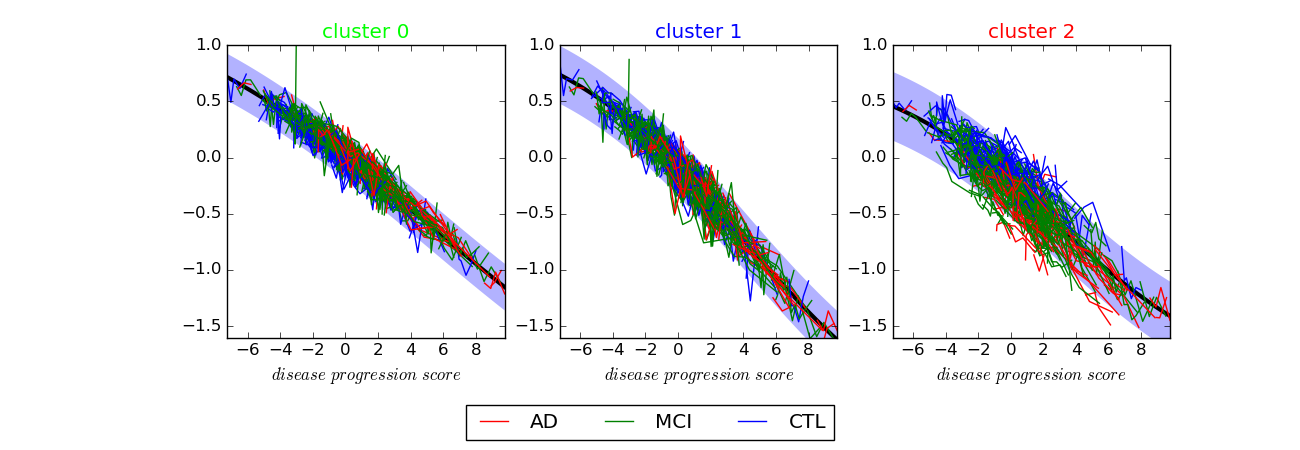 cluster 0 cluster 1 cluster 2
1.0 1.0 1.0
0.5 0.5 0.5
0.0 0.0 0.0
−0.5 −0.5 −0.5
−1.0 −1.0 −1.0
−1.5 −1.5 −1.5
−6 −4 −2 0 2 4 6 8 −6 −4 −2 0 2 4 6 8 −6 −4 −2 0 2 4 6 8
disease progression score disease progression score disease progression score
AD MCI CTL